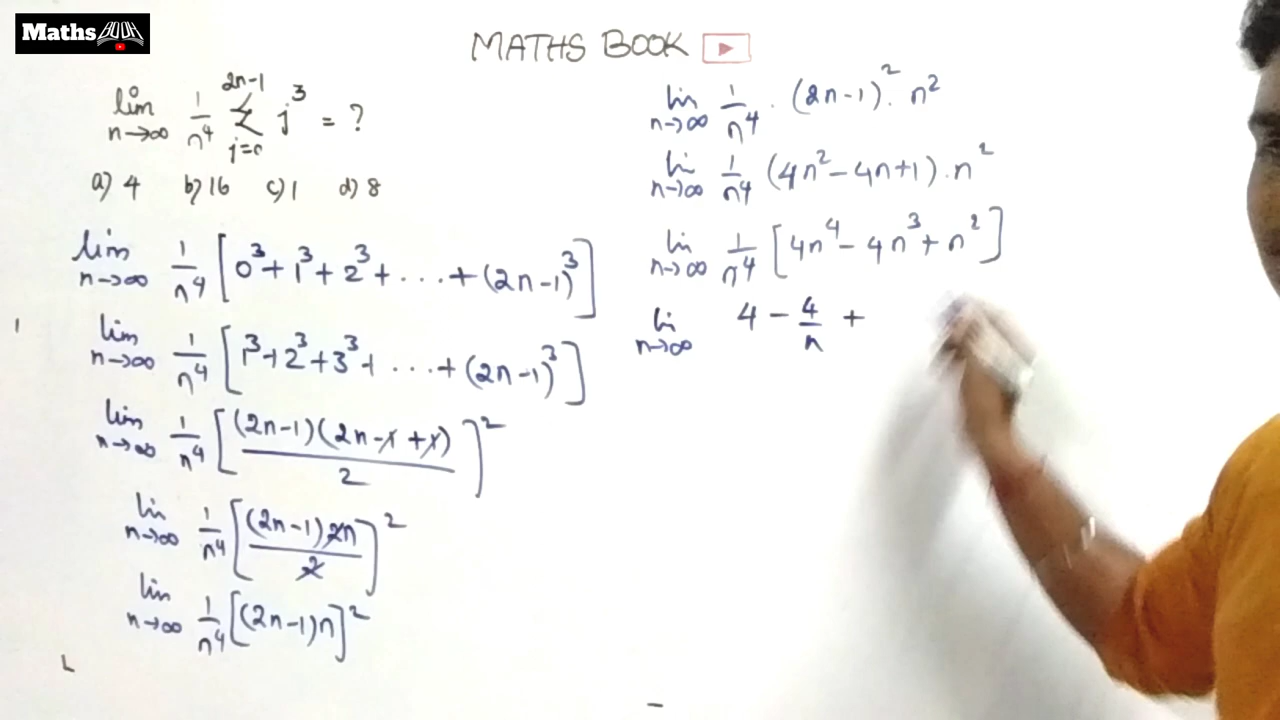 Maths BOOK
MATHS BOOK
lim n→∞ 1/n⁴ 2n-1 Σ j=0 j³ = ?
a) 4 b) 16 c) 1 d) 8
lim n→∞ 1/n⁴ [0³+1³+2³+...+(2n-1)³]
lim n→∞ 1/n⁴ [1³+2³+3³+...+(2n-1)³]
lim n→∞ 1/n⁴ [(2n-1)(2n-1+1)/2]²
lim n→∞ 1/n⁴ [(2n-1)2n/2]²
lim n→∞ 1/n⁴ [(2n-1)n]²
lim n→∞ 1/n⁴ . (2n-1)². n²
lim n→∞ 1/n⁴ (4n²-4n+1).n²
lim n→∞ 1/n⁴ [4n⁴-4n³+n²]
lim n→∞ 4 - 4/n +